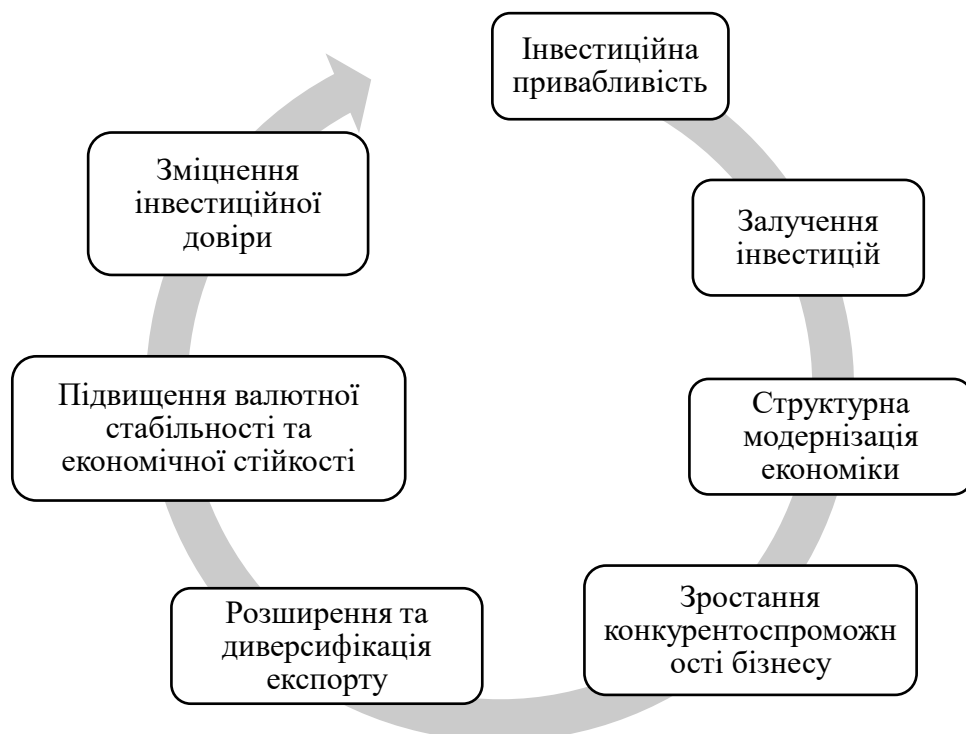 Інвестиційна
привабливість
Залучення
інвестицій
Структурна
модернізація
економіки
Зростання
конкурентоспроможн
ості бізнесу
Розширення та
диверсифікація
експорту
Підвищення валютної
стабільності та
економічної стійкості
Зміцнення
інвестиційної
довіри